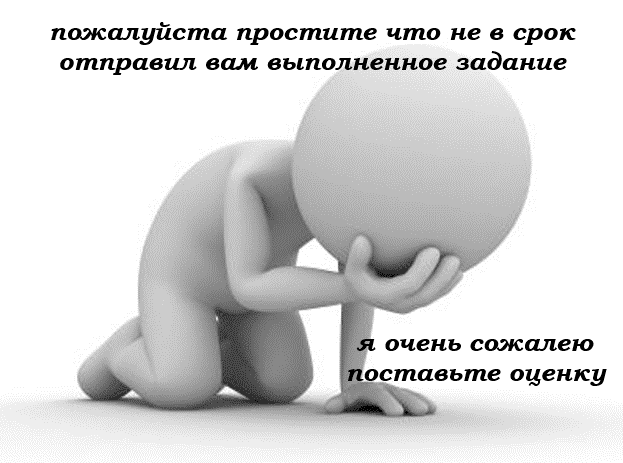 пожалуйста простите что не в срок
отправил вам выполненное задание
я очень сожалею
поставьте оценку